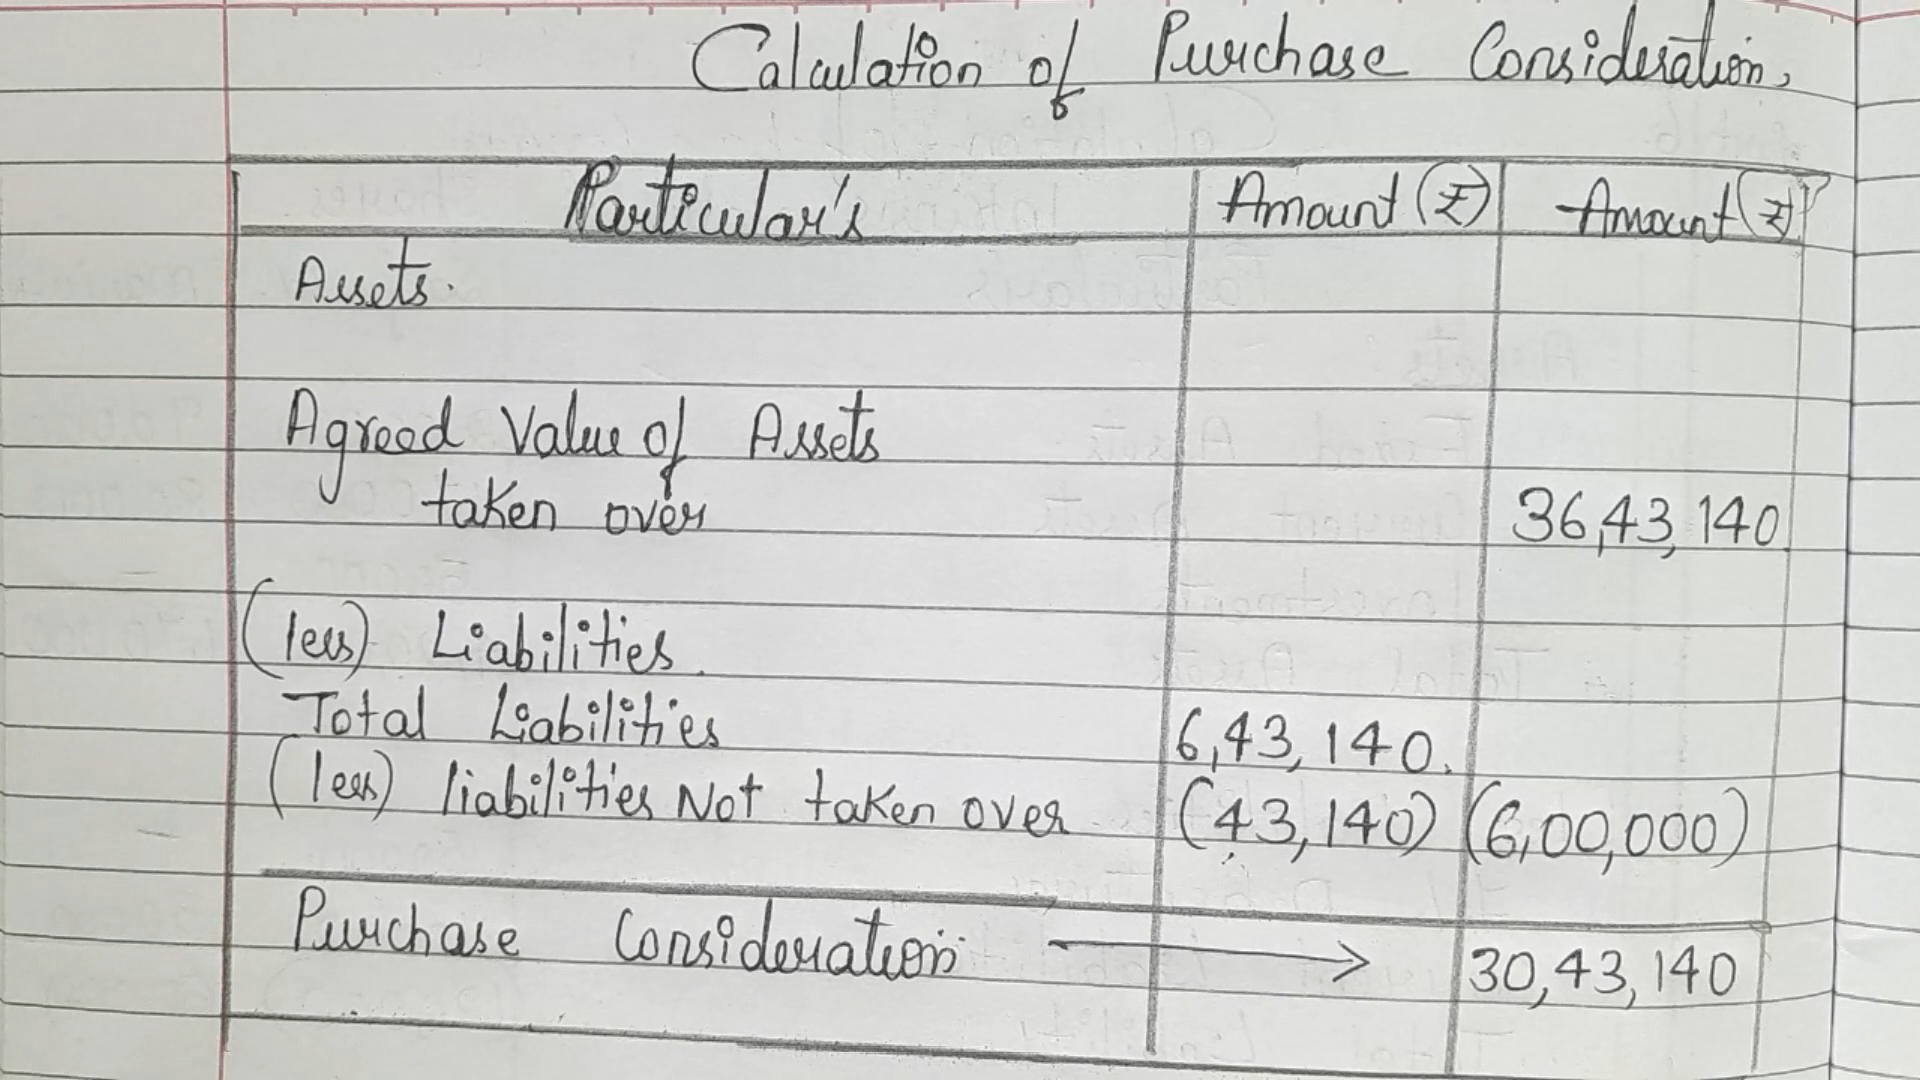 Calculation of Purchase Consideration,
Particular's Amount (₹) Amount (₹)
Assets.
Agreed Value of Assets
taken over 36,43,140
(less) Liabilities
Total Liabilities 6,43,140.
(less) liabilities Not taken over (43,140) (6,00,000)
Purchase Consideration → 30,43,140